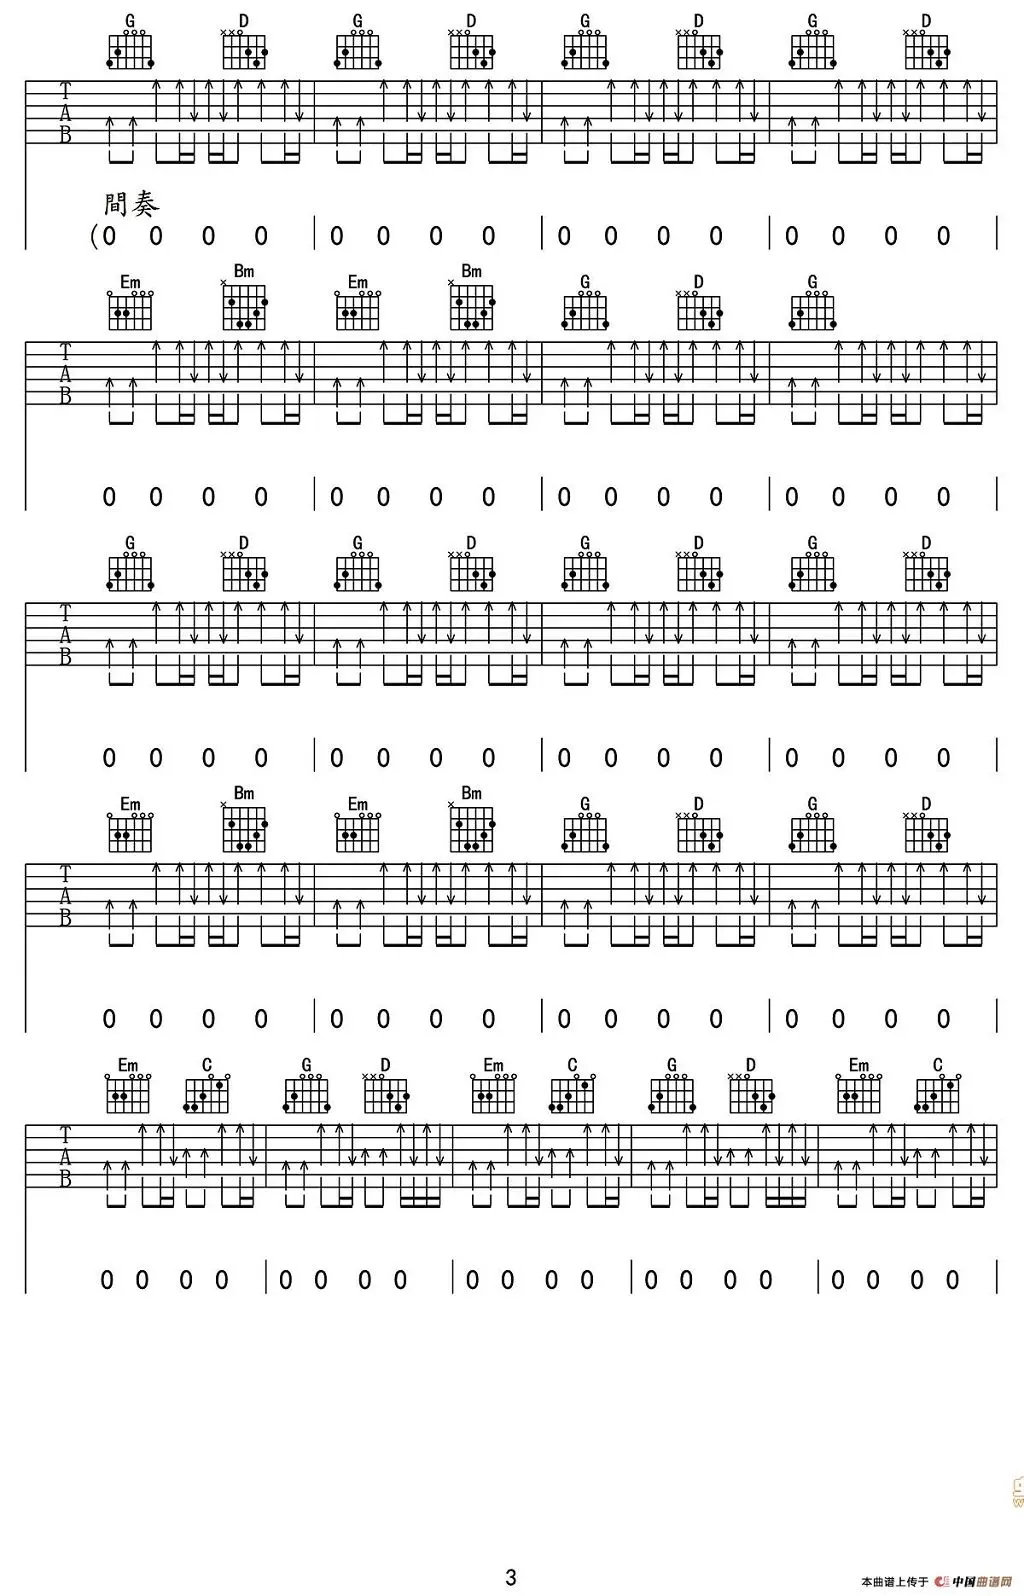 G D G D G D G D
T
A
B
間奏
(0 0 0 0 | 0 0 0 0 | 0 0 0 0 | 0 0 0 0 |
Em Bm Em Bm G D G
T
A
B
0 0 0 0 | 0 0 0 0 | 0 0 0 0 | 0 0 0 0 |
G D G D G D G D
T
A
B
0 0 0 0 | 0 0 0 0 | 0 0 0 0 | 0 0 0 0 |
Em Bm Em Bm G D G D
T
A
B
0 0 0 0 | 0 0 0 0 | 0 0 0 0 | 0 0 0 0 |
Em C G D Em C G D Em C
T
A
B
0 0 0 0 | 0 0 0 0 | 0 0 0 0 | 0 0 0 0 | 0 0 0 0 |
3
本曲谱上传于 中国曲谱网